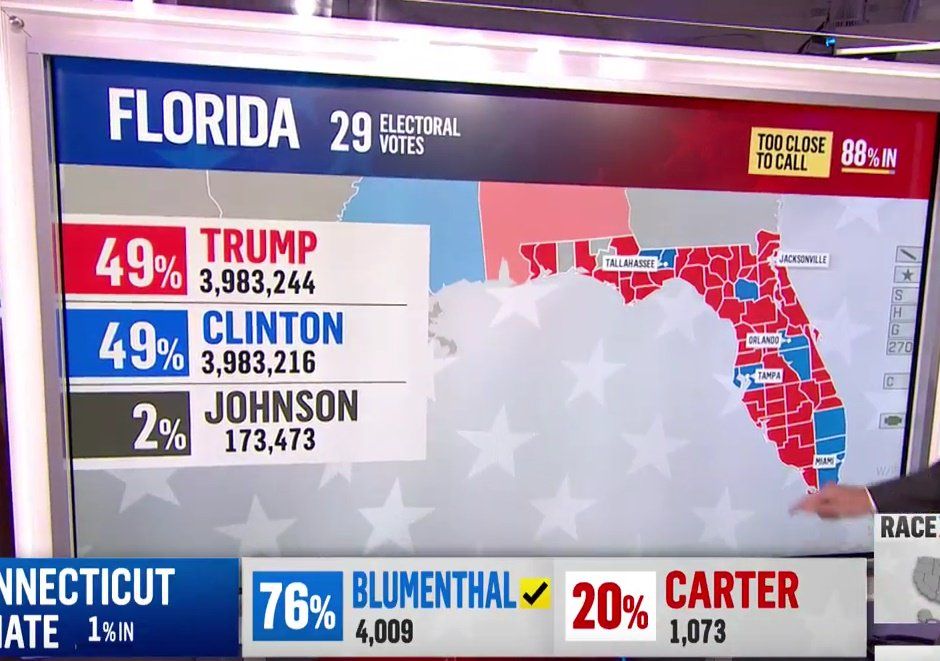 FLORIDA
29 ELECTORAL
VOTES
TOO CLOSE
TO CALL
88% IN
49% TRUMP
3,983,244
49% CLINTON
3,983,216
2% JOHNSON
173,473
TALLAHASSEE
JACKSONVILLE
ORLANDO
TAMPA
MIAMI
S
H
G
270
C
RACE
NNECTICUT
1% IN
76% BLUMENTHAL
4,009
20% CARTER
1,073